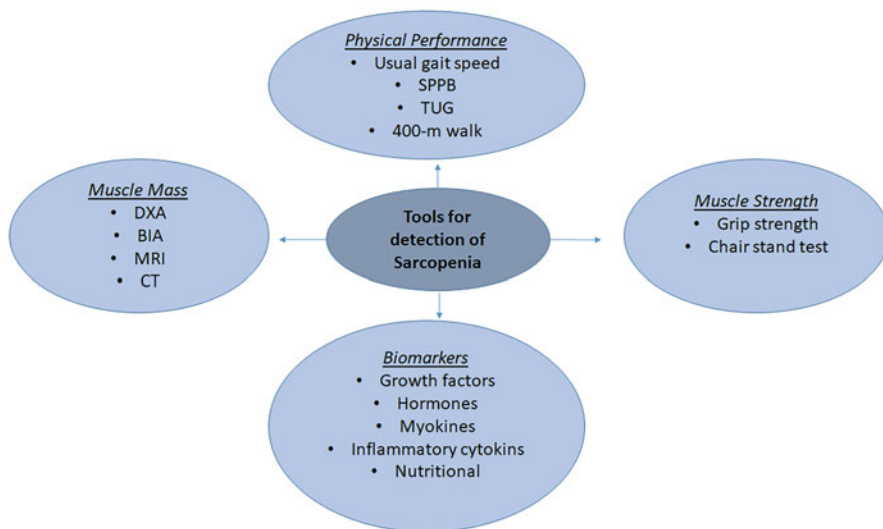 Physical Performance
• Usual gait speed
• SPPB
• TUG
• 400-m walk
Muscle Mass
• DXA
• BIA
• MRI
• CT
Tools for
detection of
Sarcopenia
Muscle Strength
• Grip strength
• Chair stand test
Biomarkers
• Growth factors
• Hormones
• Myokines
• Inflammatory cytokins
• Nutritional